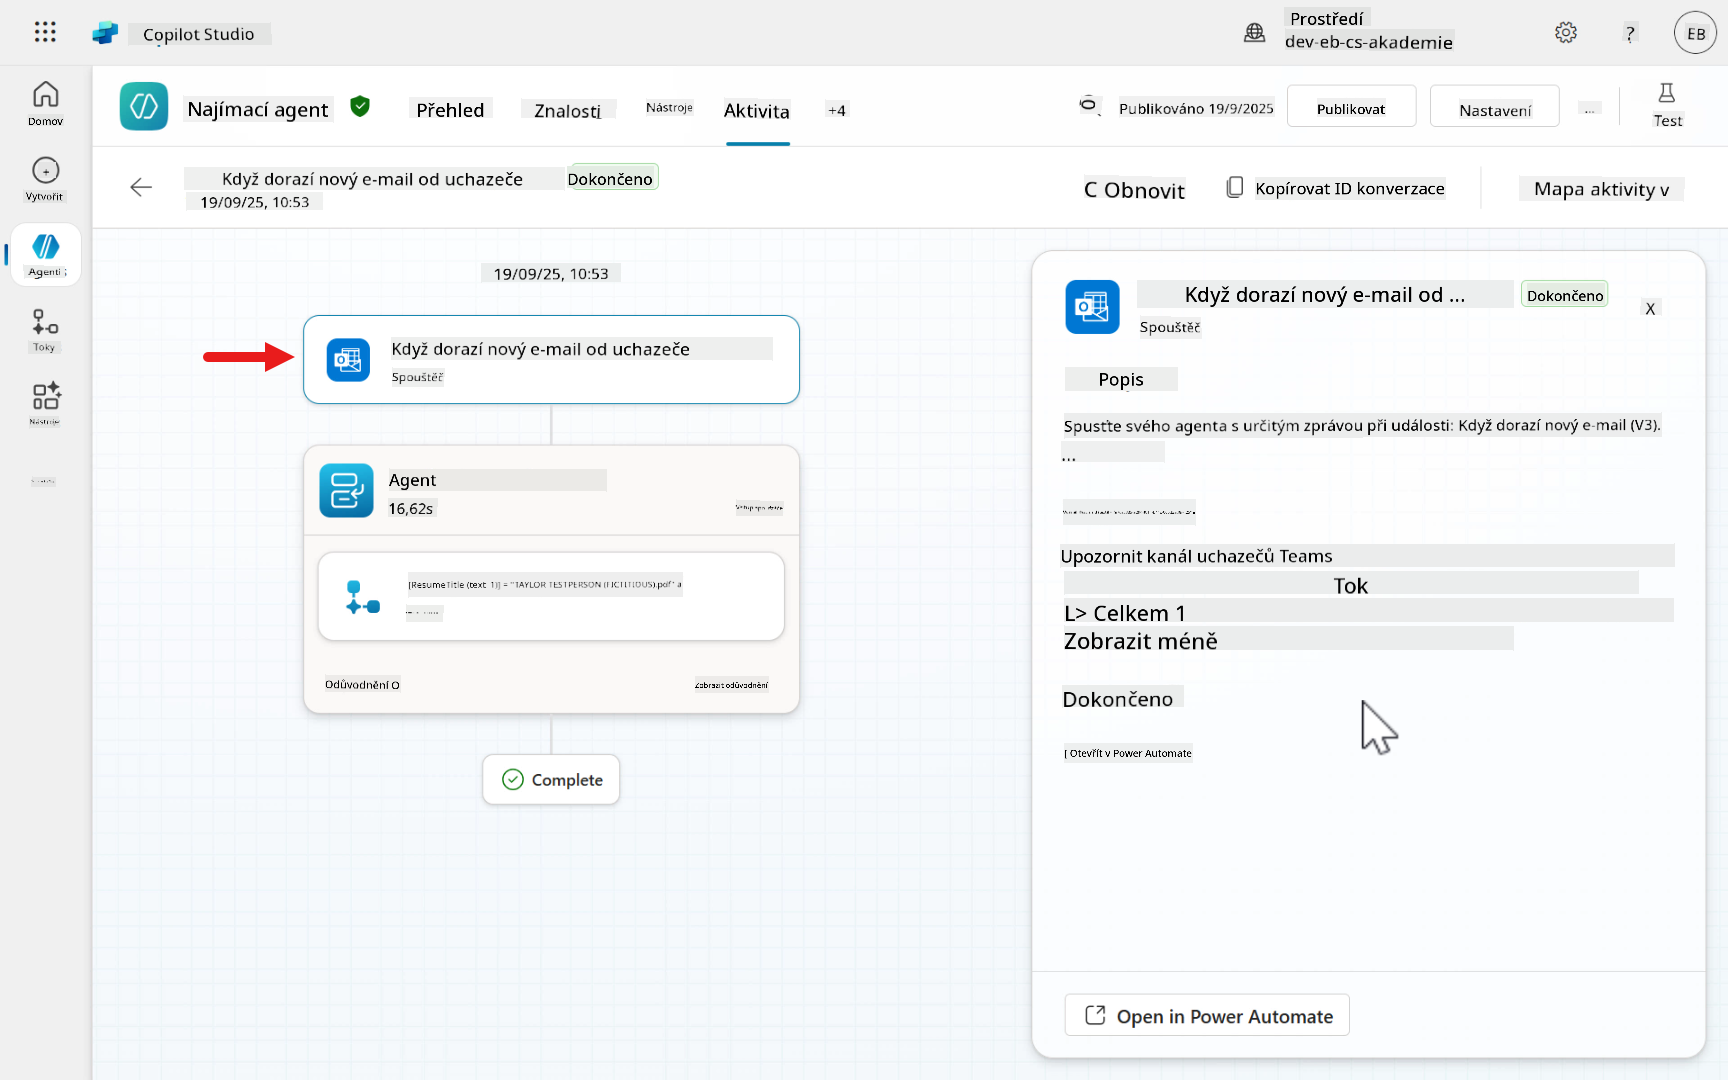 Copilot Studio
Prostředí
dev-eb-cs-akademie
?
EB
Domov
Vytvořit
Agenti
Toky
Nástroje
Najímací agent
Přehled
Znalosti
Nástroje
Aktivita
+4
Publikováno 19/9/2025
Publikovat
Nastavení
...
Test
Když dorazí nový e-mail od uchazeče
Dokončeno
19/09/25, 10:53
C Obnovit
Kopírovat ID konverzace
Mapa aktivity v
19/09/25, 10:53
Když dorazí nový e-mail od uchazeče
Spouštěč
Agent
16,62s
[ResumeTitle (text_1)] = "TAYLOR TESTPERSON (FICTITIOUS).pdf" a
Odůvodnění O
Zobrazit odůvodnění
Complete
Když dorazí nový e-mail od ...
Dokončeno
X
Spouštěč
Popis
Spusťte svého agenta s určitým zprávou při události: Když dorazí nový e-mail (V3).
...
Upozornit kanál uchazečů Teams
Tok
L> Celkem 1
Zobrazit méně
Dokončeno
[ Otevřít v Power Automate
Open in Power Automate